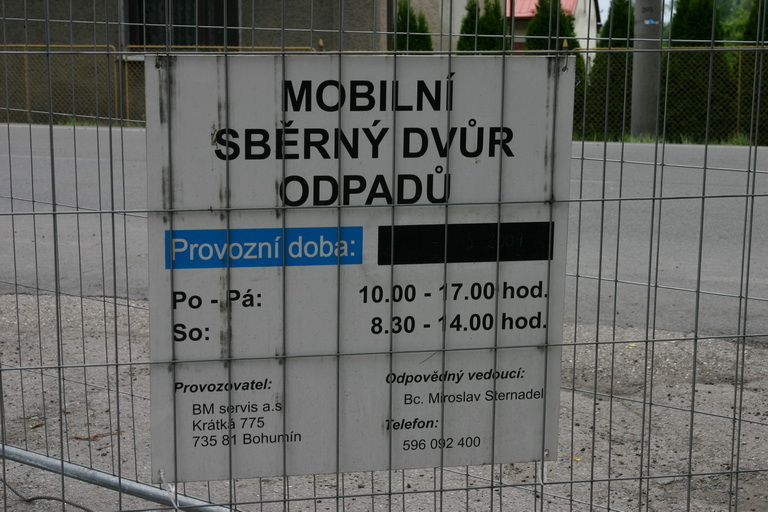 MOBILNÍ
SBĚRNÝ DVŮR
ODPADŮ
Provozní doba:
Po - Pá: 10.00 - 17.00 hod.
So: 8.30 - 14.00 hod.
Provozovatel:
BM servis a.s
Krátká 775
735 81 Bohumín
Odpovědný vedoucí:
Bc. Miroslav Sternadel
Telefon:
596 092 400